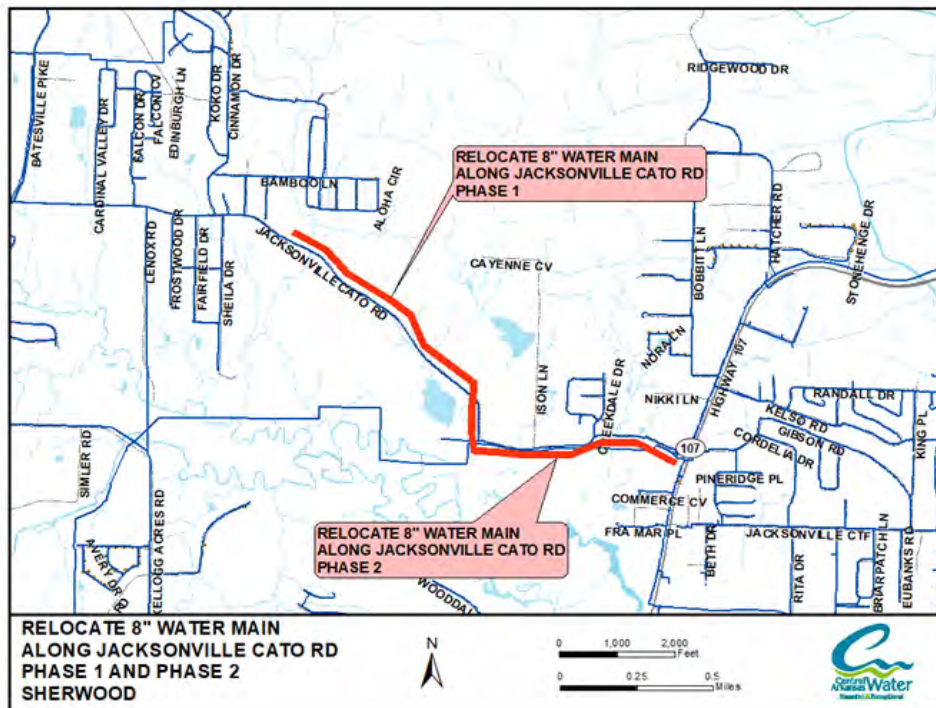 RIDGEWOOD DR
BATESVILLE PIKE
CARDINAL VALLEY DR
FALCON DR
FALCON CV
EDINBURGH LN
KOKO DR
CINNAMON DR
RELOCATE 8" WATER MAIN
ALONG JACKSONVILLE CATO RD
PHASE 1
BAMBOO LN
ALOHA CIR
HATCHER RD
STONEHENGE DR
BOBBITT LN
LENOX RD
FROSTWOOD DR
FAIRFIELD DR
SHEILA DR
JACKSONVILLE CATO RD
CAYENNE CV
NORA LN
HIGHWAY 107
ISON LN
CREEKDALE DR
NIKKI LN
RANDALL DR
KELSO RD
GIBSON RD
CORDELIA DR
KING PL
107
SIMLER RD
PINERIDGE PL
COMMERCE CV
FRA MAR PL
JACKSONVILLE CTF
BETH DR
RITA DR
BRIARPATCH LN
EUBANKS RD
KELLOGG ACRES RD
AVERY DR
RD
RELOCATE 8" WATER MAIN
ALONG JACKSONVILLE CATO RD
PHASE 2
WOODDAL
RELOCATE 8" WATER MAIN
ALONG JACKSONVILLE CATO RD
PHASE 1 AND PHASE 2
SHERWOOD
N
0 1,000 2,000
Feet
0 0.25 0.5
Miles
Central
Arkansas Water